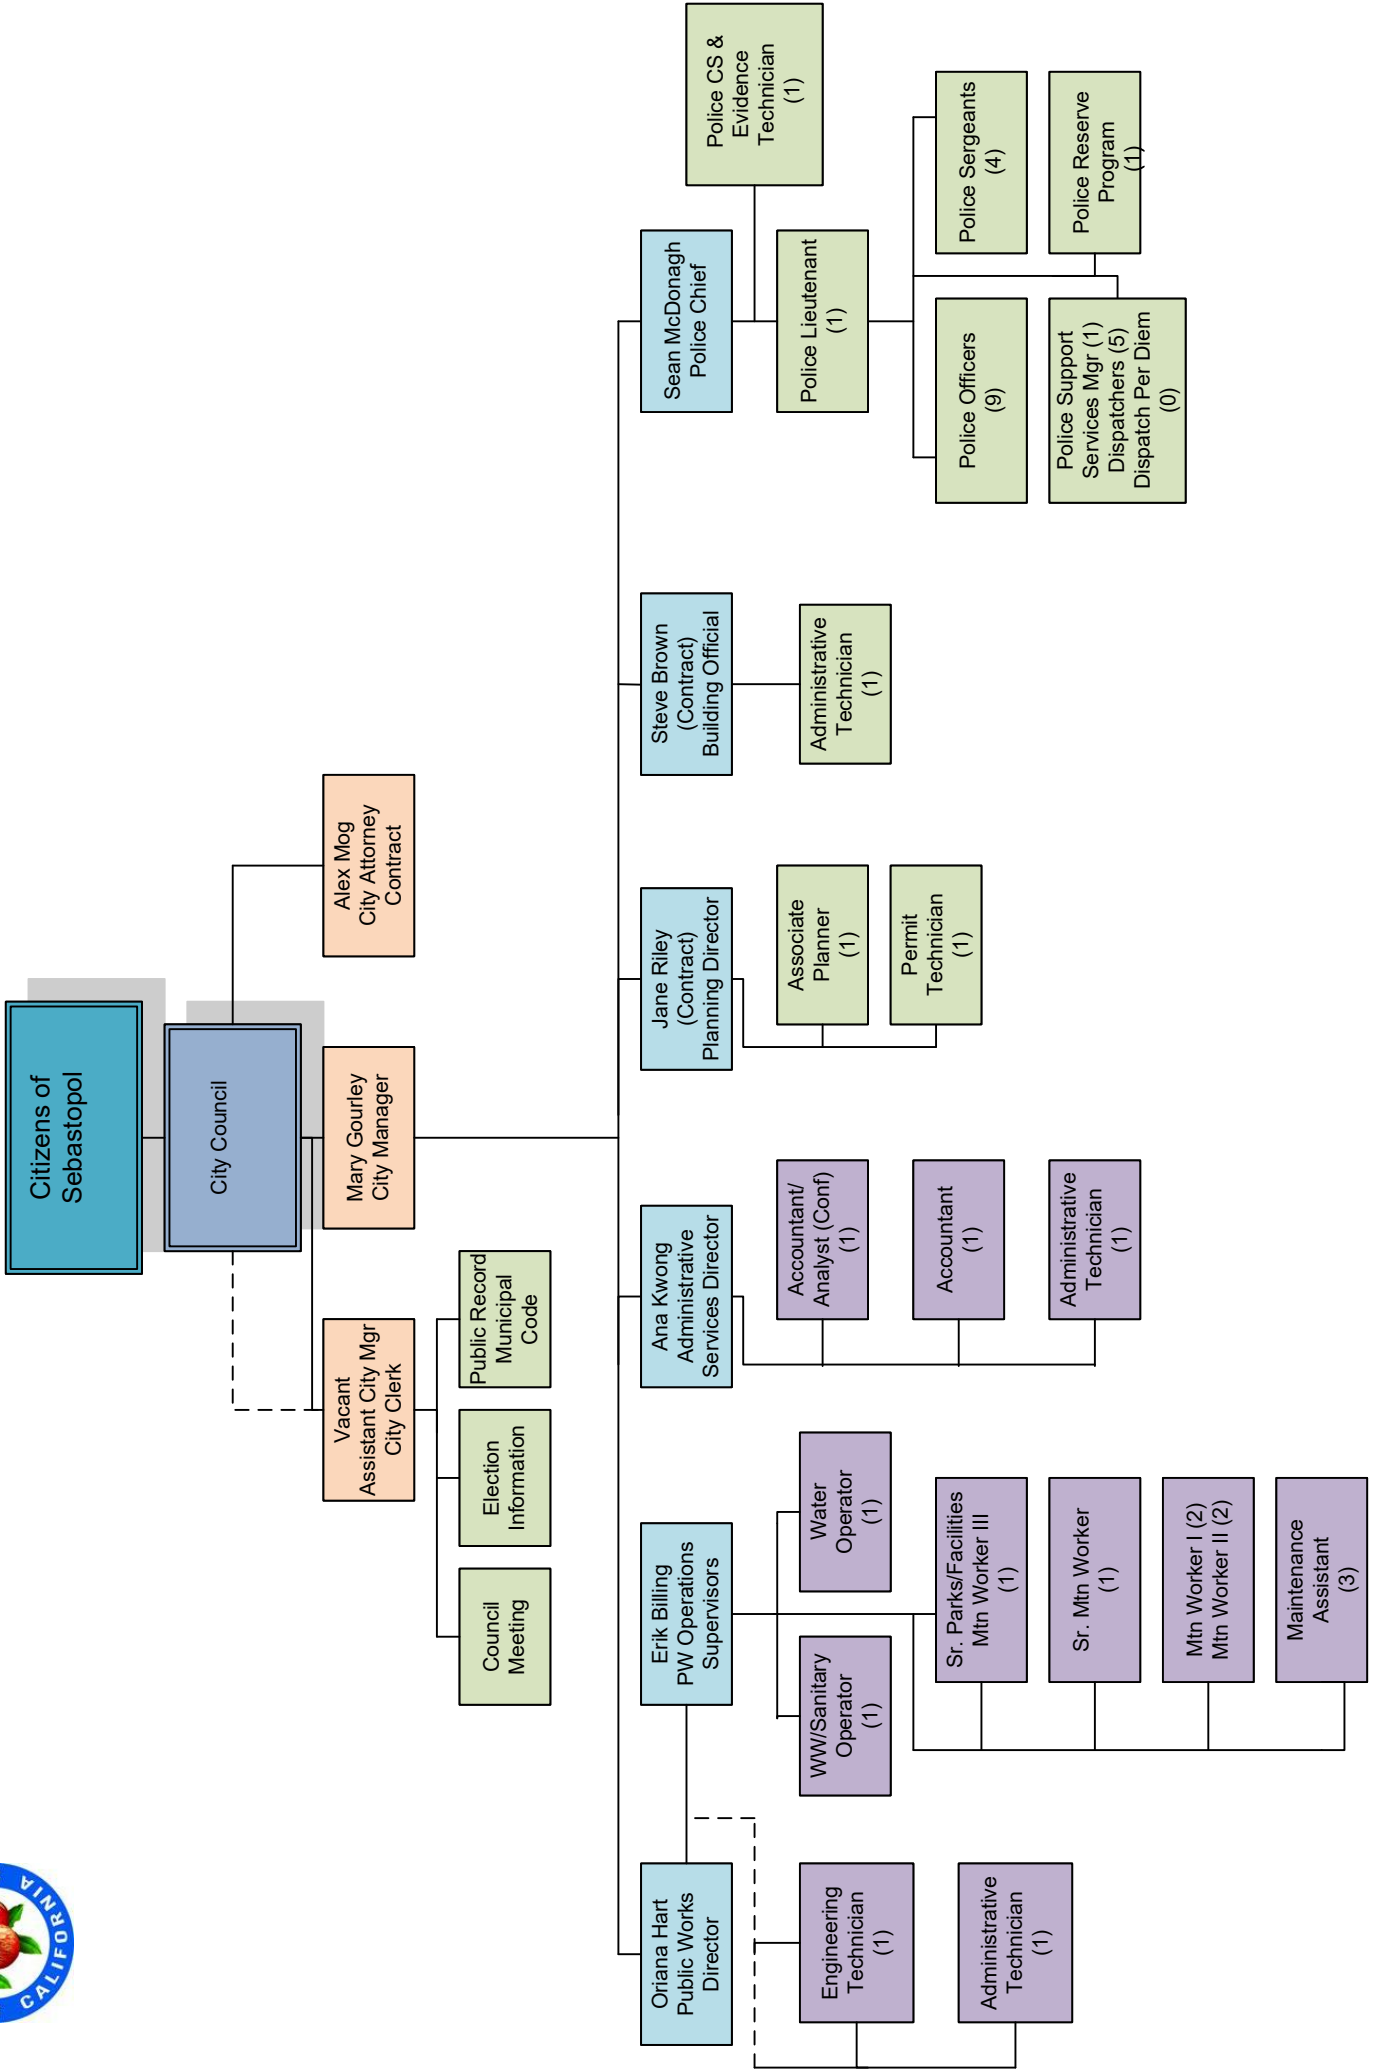 CALIFORNIA
Citizens of
Sebastopol
City Council
Vacant
Assistant City Mgr
City Clerk
Mary Gourley
City Manager
Alex Mog
City Attorney
Contract
Council
Meeting
Election
Information
Public Record
Municipal
Code
Oriana Hart
Public Works
Director
Erik Billing
PW Operations
Supervisors
Ana Kwong
Administrative
Services Director
Jane Riley
(Contract)
Planning Director
Steve Brown
(Contract)
Building Official
Sean McDonagh
Police Chief
Police CS &
Evidence
Technician
(1)
Engineering
Technician
(1)
Administrative
Technician
(1)
WW/Sanitary
Operator
(1)
Water
Operator
(1)
Sr. Parks/Facilities
Mtn Worker III
(1)
Sr. Mtn Worker
(1)
Mtn Worker I (2)
Mtn Worker II (2)
Maintenance
Assistant
(3)
Accountant/
Analyst (Conf)
(1)
Accountant
(1)
Administrative
Technician
(1)
Associate
Planner
(1)
Permit
Technician
(1)
Administrative
Technician
(1)
Police Lieutenant
(1)
Police Officers
(9)
Police Sergeants
(4)
Police Support
Services Mgr (1)
Dispatchers (5)
Dispatch Per Diem
(0)
Police Reserve
Program
(1)